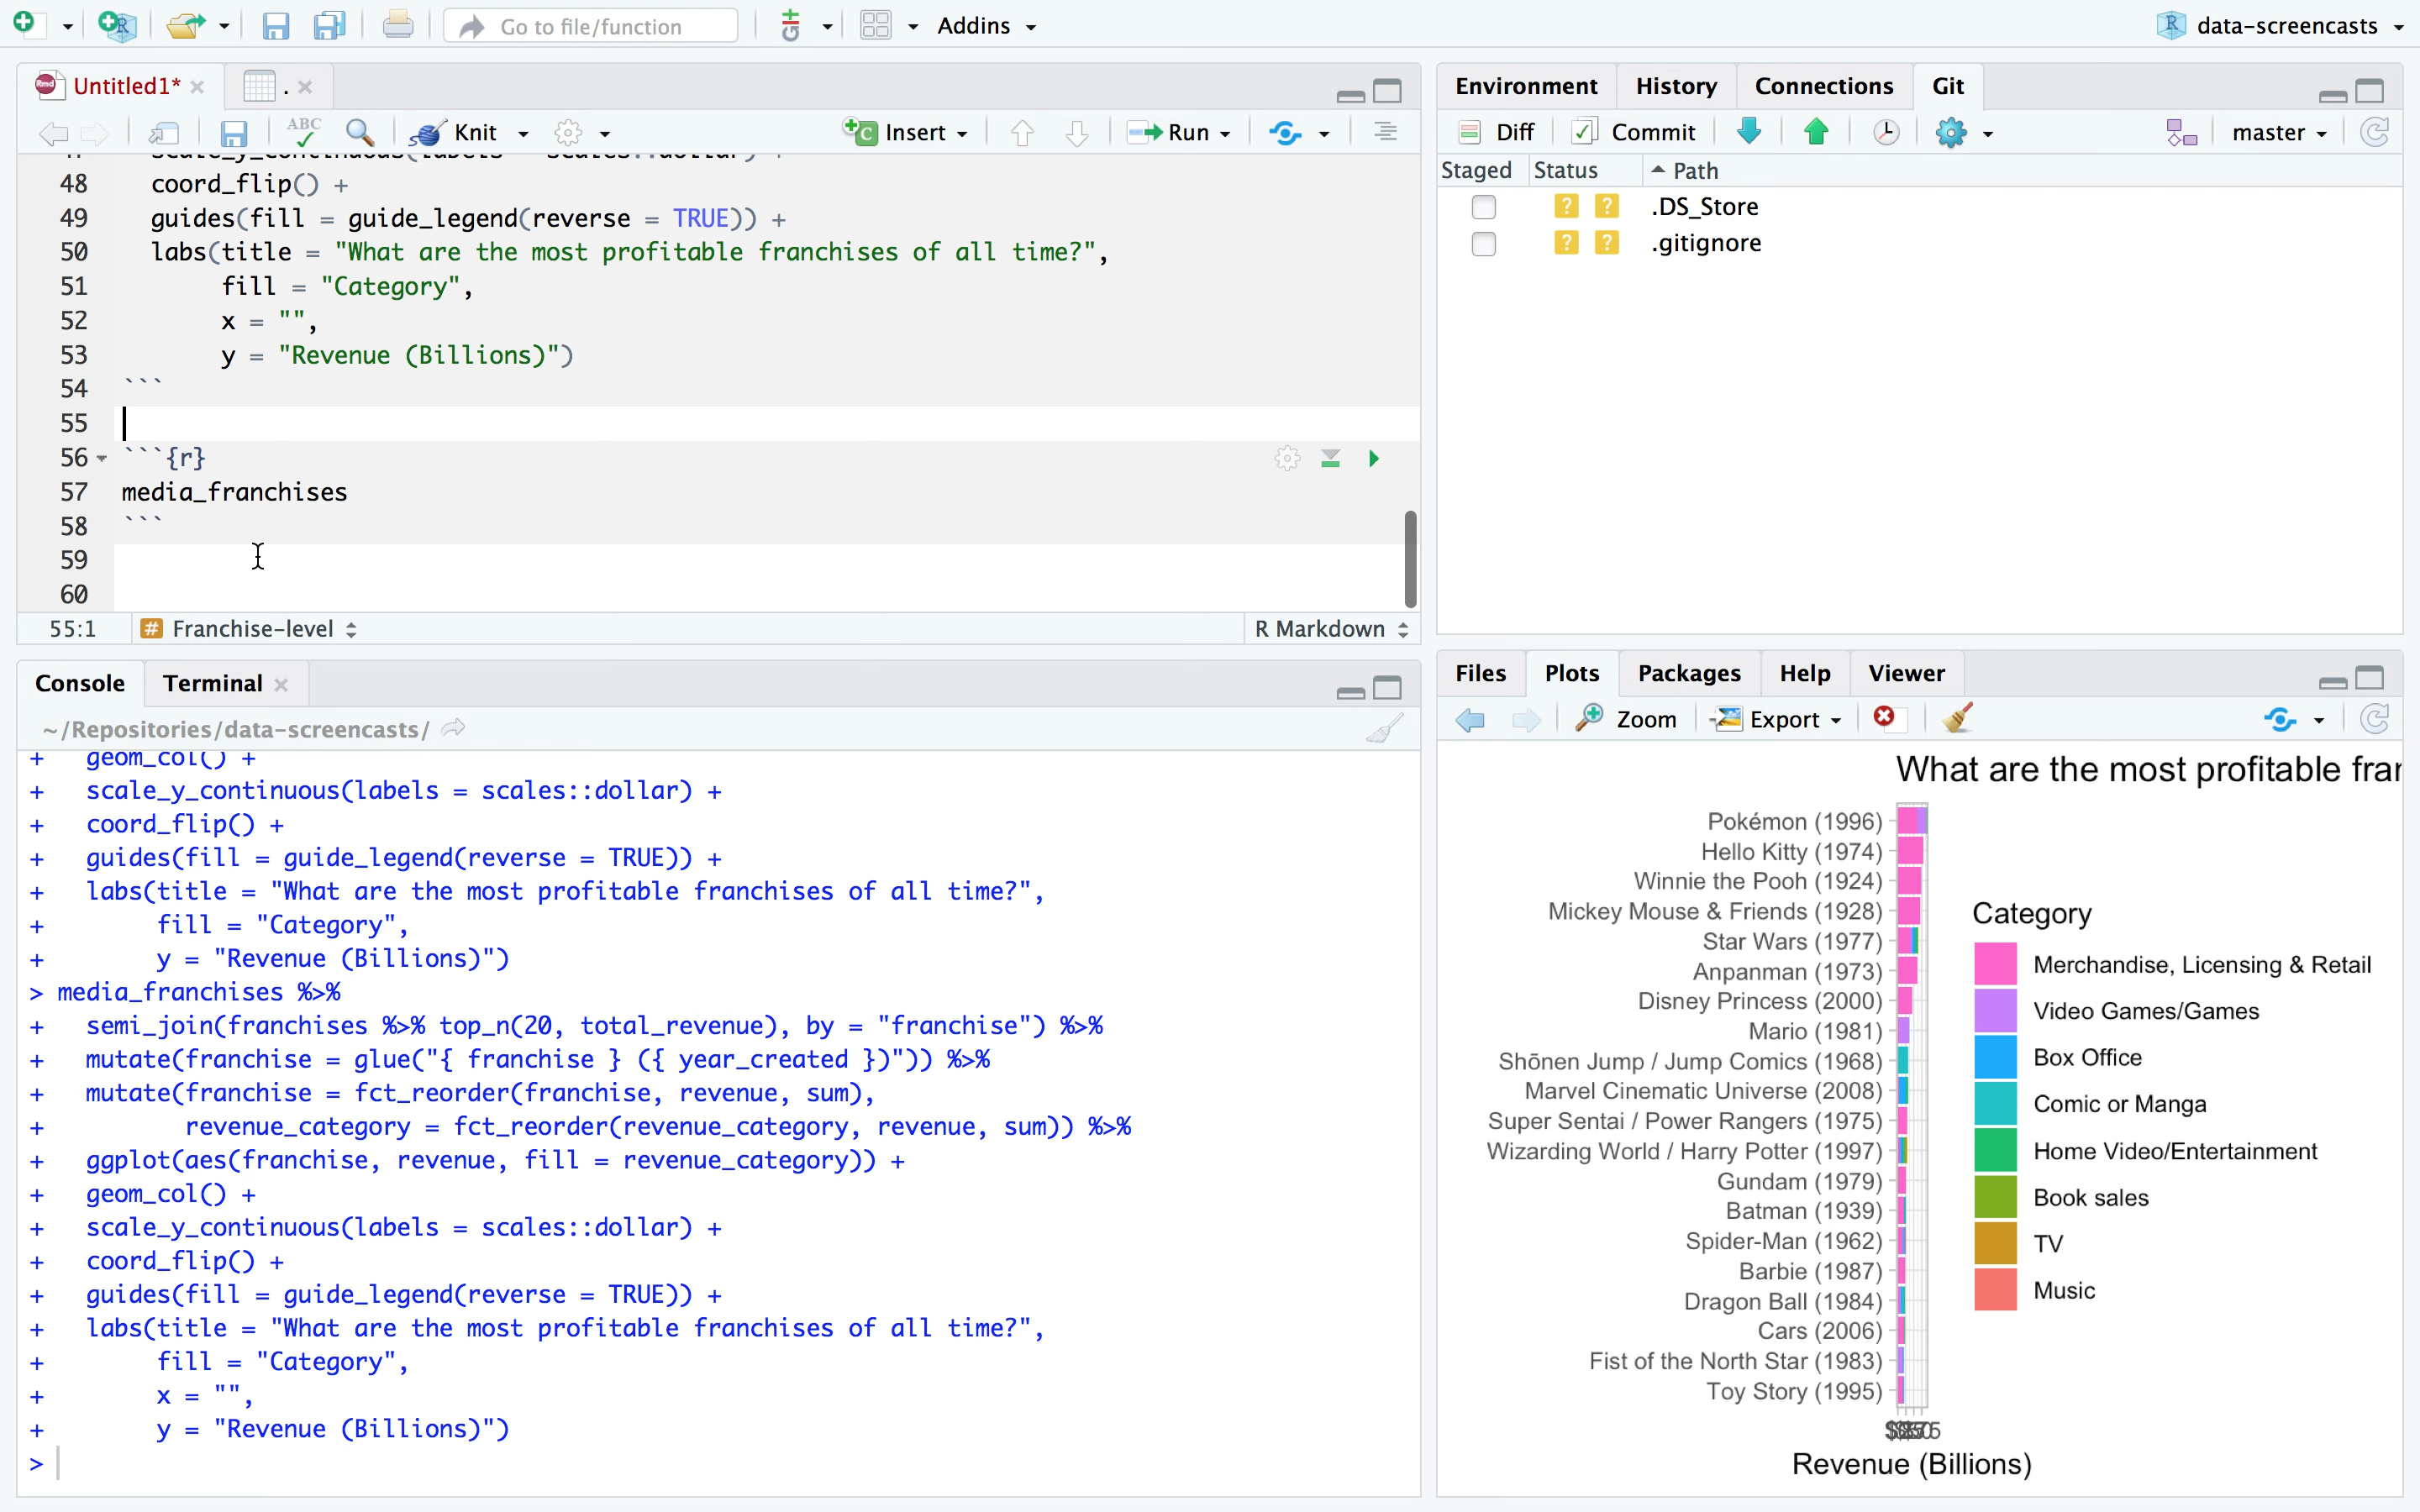 Go to file/function
Addins
data-screencasts
Untitled1*
.
ABC
Knit
Insert
Run
48 coord_flip() +
49 guides(fill = guide_legend(reverse = TRUE)) +
50 labs(title = "What are the most profitable franchises of all time?",
51 fill = "Category",
52 x = "",
53 y = "Revenue (Billions)")
54 ```
55
56 ```{r}
57 media_franchises
58 ```
59
60
55:1 # Franchise-level R Markdown
Console Terminal
~/Repositories/data-screencasts/
+ geom_col() +
+ scale_y_continuous(labels = scales::dollar) +
+ coord_flip() +
+ guides(fill = guide_legend(reverse = TRUE)) +
+ labs(title = "What are the most profitable franchises of all time?",
+ fill = "Category",
+ y = "Revenue (Billions)")
> media_franchises %>%
+ semi_join(franchises %>% top_n(20, total_revenue), by = "franchise") %>%
+ mutate(franchise = glue("{ franchise } ({ year_created })")) %>%
+ mutate(franchise = fct_reorder(franchise, revenue, sum),
+ revenue_category = fct_reorder(revenue_category, revenue, sum)) %>%
+ ggplot(aes(franchise, revenue, fill = revenue_category)) +
+ geom_col() +
+ scale_y_continuous(labels = scales::dollar) +
+ coord_flip() +
+ guides(fill = guide_legend(reverse = TRUE)) +
+ labs(title = "What are the most profitable franchises of all time?",
+ fill = "Category",
+ x = "",
+ y = "Revenue (Billions)")
>
Environment History Connections Git
Diff Commit master
Staged Status Path
? ? .DS_Store
? ? .gitignore
Files Plots Packages Help Viewer
Zoom Export
What are the most profitable
Pokémon (1996)
Hello Kitty (1974)
Winnie the Pooh (1924)
Mickey Mouse & Friends (1928)
Star Wars (1977)
Anpanman (1973)
Disney Princess (2000)
Mario (1981)
Shōnen Jump / Jump Comics (1968)
Marvel Cinematic Universe (2008)
Super Sentai / Power Rangers (1975)
Wizarding World / Harry Potter (1997)
Gundam (1979)
Batman (1939)
Spider-Man (1962)
Barbie (1987)
Dragon Ball (1984)
Cars (2006)
Fist of the North Star (1983)
Toy Story (1995)
Revenue (Billions)
Category
Merchandise, Licensing & Retail
Video Games/Games
Box Office
Comic or Manga
Home Video/Entertainment
Book sales
TV
Music